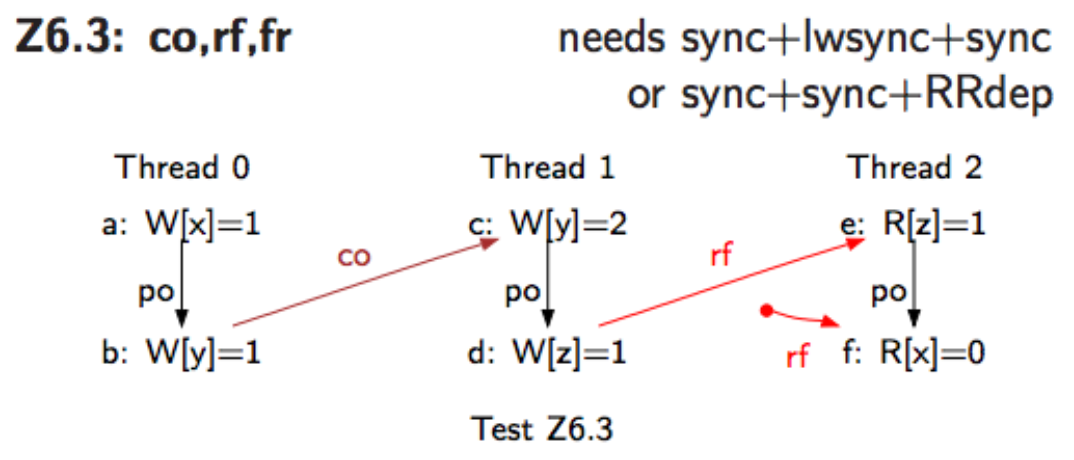 Z6.3: co,rf,fr
needs sync+lwsync+sync
or sync+sync+RRdep
Thread 0
Thread 1
Thread 2
a: W[x]=1
c: W[y]=2
e: R[z]=1
co
rf
po
po
po
rf
b: W[y]=1
d: W[z]=1
f: R[x]=0
Test Z6.3